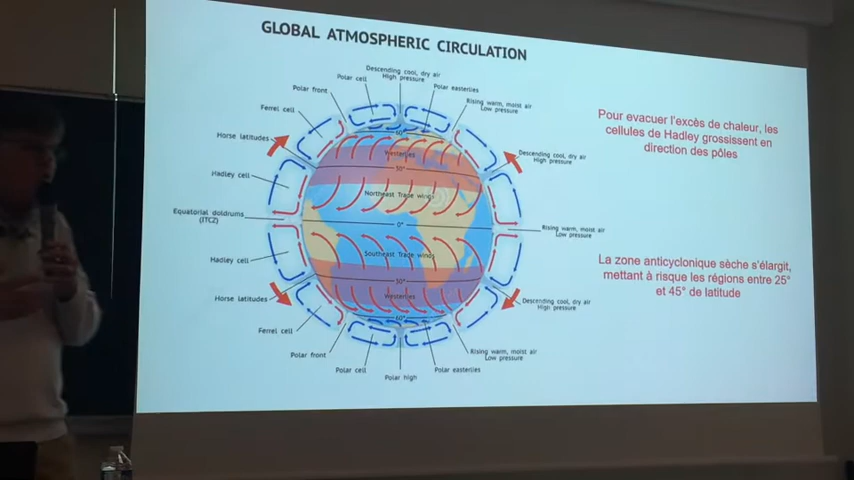 GLOBAL ATMOSPHERIC CIRCULATION
Descending cool, dry air
High pressure
Polar cell
Polar easterlies
Polar front
Rising warm, moist air
Low pressure
Ferrel cell
60°
Horse latitudes
Westerlies
Descending cool, dry air
High pressure
30°
Hadley cell
Northeast Trade winds
Equatorial doldrums
(ITCZ)
0°
Rising warm, moist air
Low pressure
Hadley cell
Southeast Trade winds
30°
Horse latitudes
Westerlies
Descending cool, dry air
High pressure
60°
Ferrel cell
Polar front
Rising warm, moist air
Low pressure
Polar cell
Polar high
Polar easterlies
Pour evacuer l'excés de chaleur, les
cellules de Hadley grossissent en
direction des pôles
La zone anticyclonique sèche s'élargit,
mettant à risque les régions entre 25°
et 45° de latitude